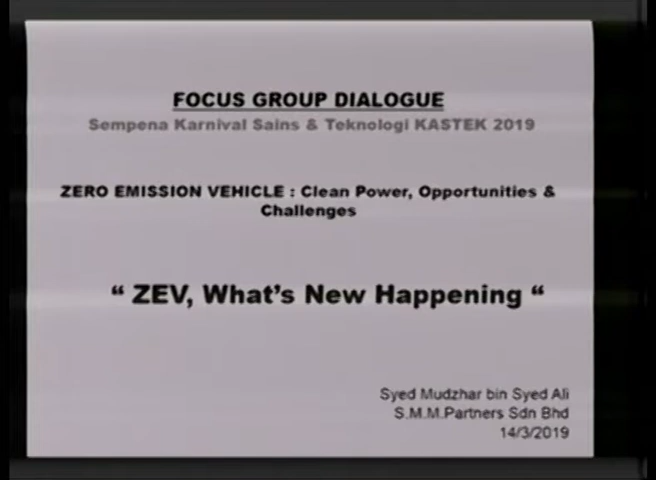 FOCUS GROUP DIALOGUE
Sempena Karnival Sains & Teknologi KASTEK 2019
ZERO EMISSION VEHICLE : Clean Power, Opportunities &
Challenges
“ ZEV, What’s New Happening “
Syed Mudzhar bin Syed Ali
S.M.M.Partners Sdn Bhd
14/3/2019